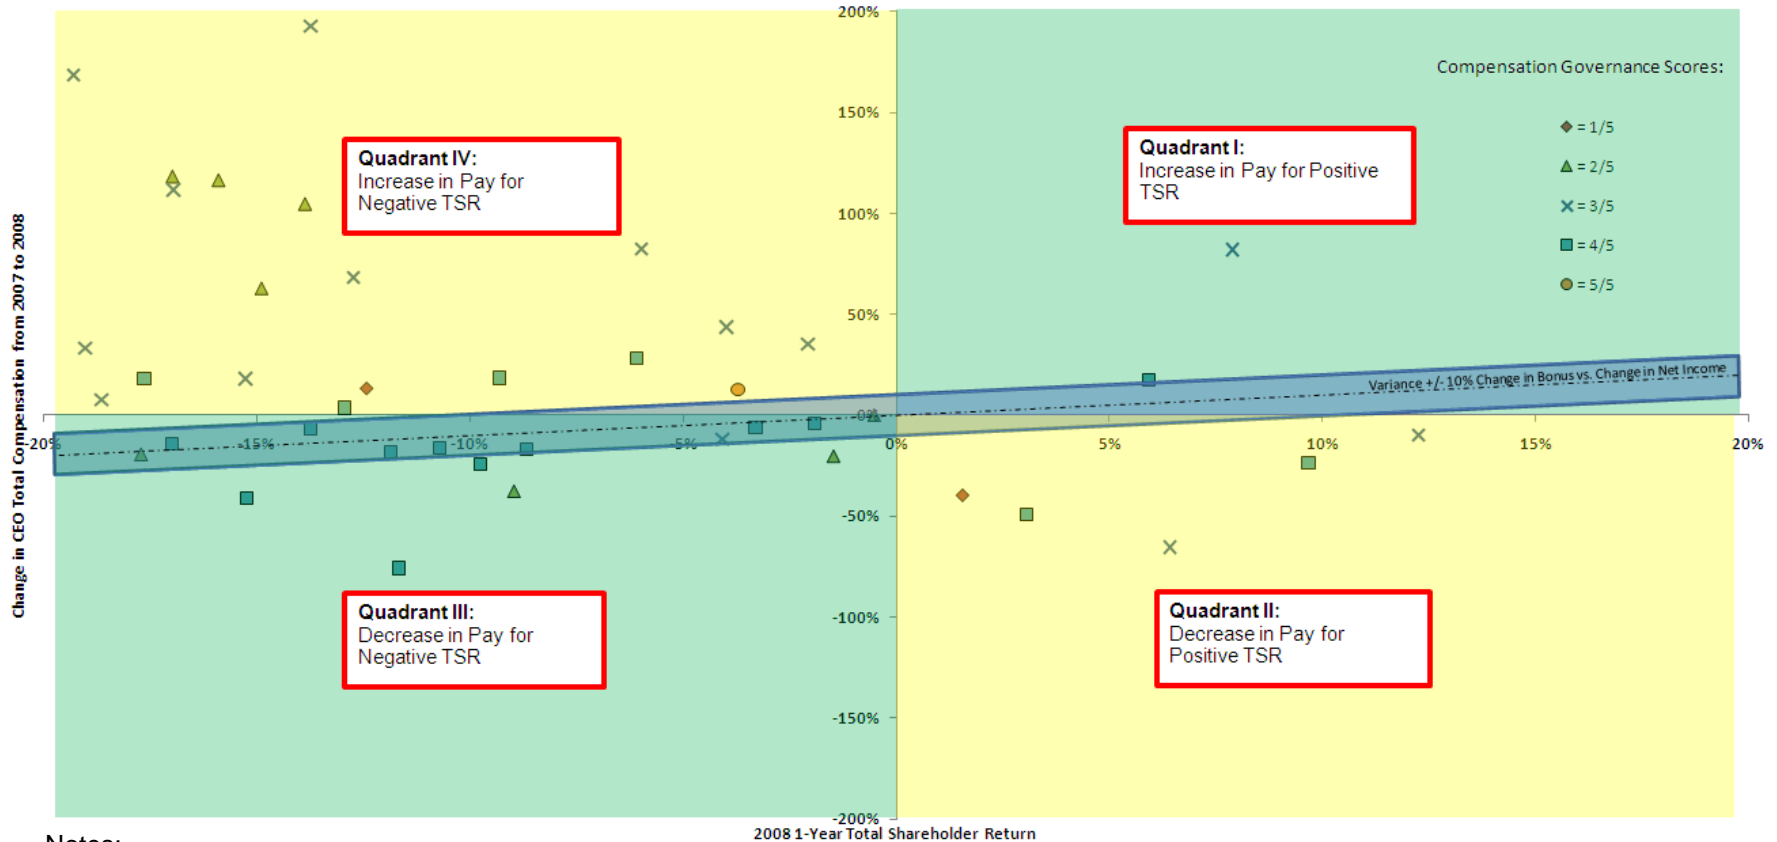 200%
Compensation Governance Scores:
150%
= 1/5
Quadrant IV:
Increase in Pay for
Negative TSR
Quadrant I:
Increase in Pay for Positive
TSR
= 2/5
100%
= 3/5
= 4/5
= 5/5
50%
Change in CEO Total Compensation from 2007 to 2008
Variance +/- 10% Change in Bonus vs. Change in Net Income
0%
-20%
-15%
-10%
-5%
0%
5%
10%
15%
20%
-50%
Quadrant III:
Decrease in Pay for
Negative TSR
Quadrant II:
Decrease in Pay for
Positive TSR
-100%
-150%
-200%
2008 1-Year Total Shareholder Return
Notes: